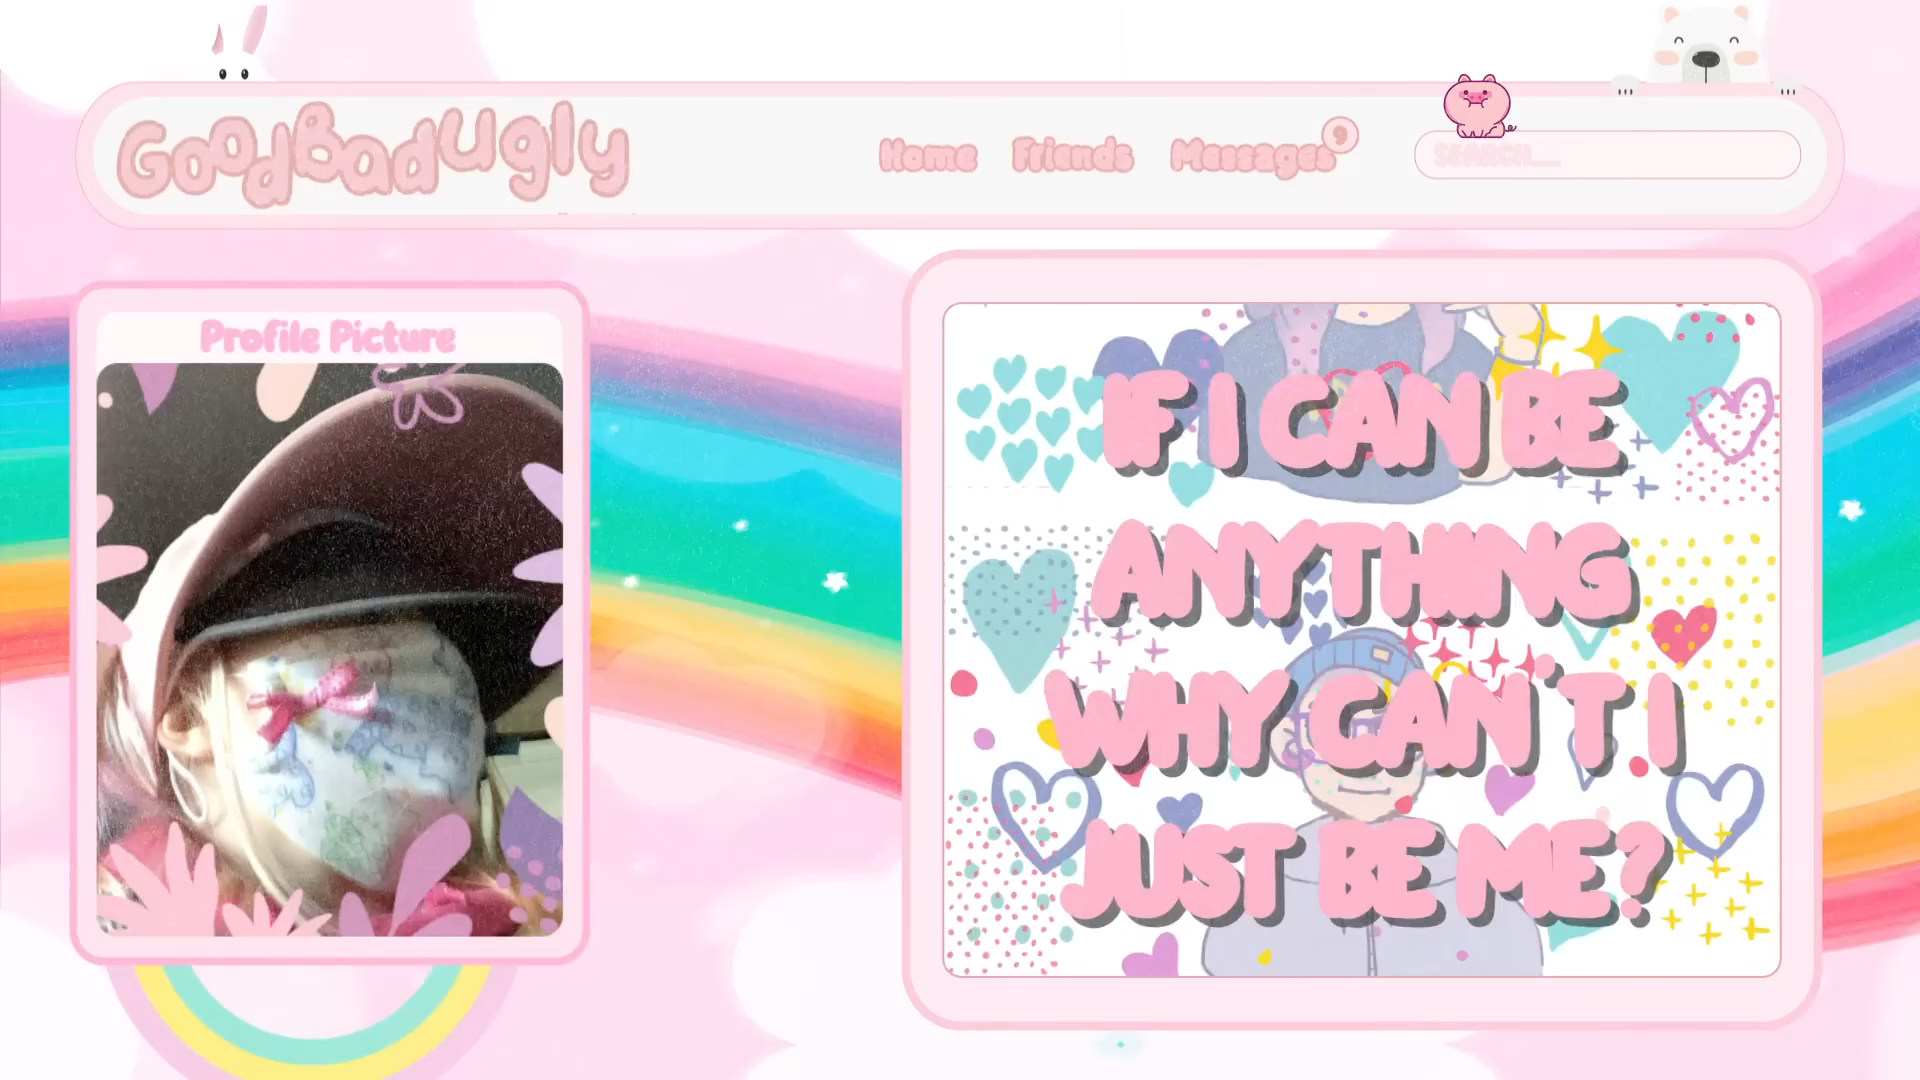 GoodBadUgly
Home Friends Messages 9
SEARCH....
Profile Picture
IF I CAN BE
ANYTHING
WHY CAN'T I
JUST BE ME?